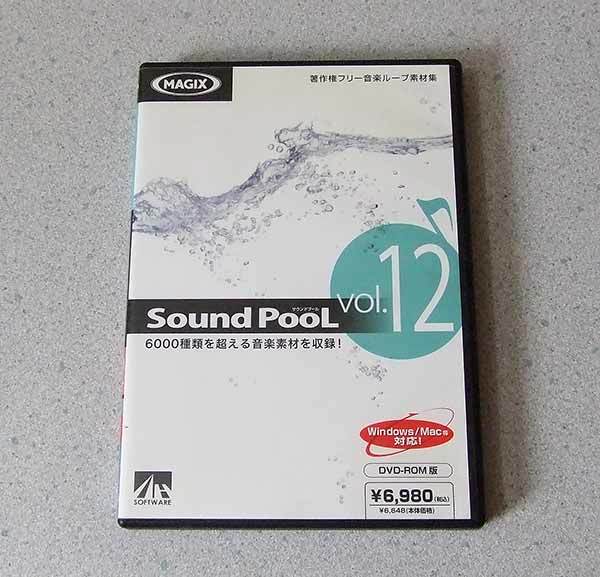 MAGIX
著作権フリー音楽ループ素材集
vol.12
サウンドプール
Sound PooL
6000種類を超える音楽素材を収録!
Windows/Mac
対応!
DVD-ROM 版
¥6,980(税込)
¥6,648(本体価格)
AH
SOFTWARE